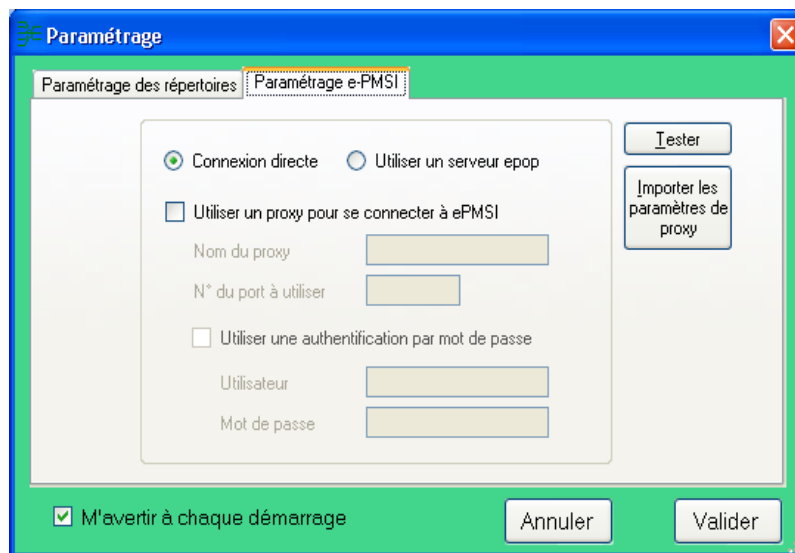 Paramétrage
Paramétrage des répertoires
Paramétrage e-PMSI
Connexion directe
Utiliser un serveur epop
Tester
Importer les
paramètres de
proxy
Utiliser un proxy pour se connecter à ePMSI
Nom du proxy
N° du port à utiliser
Utiliser une authentification par mot de passe
Utilisateur
Mot de passe
M'avertir à chaque démarrage
Annuler
Valider